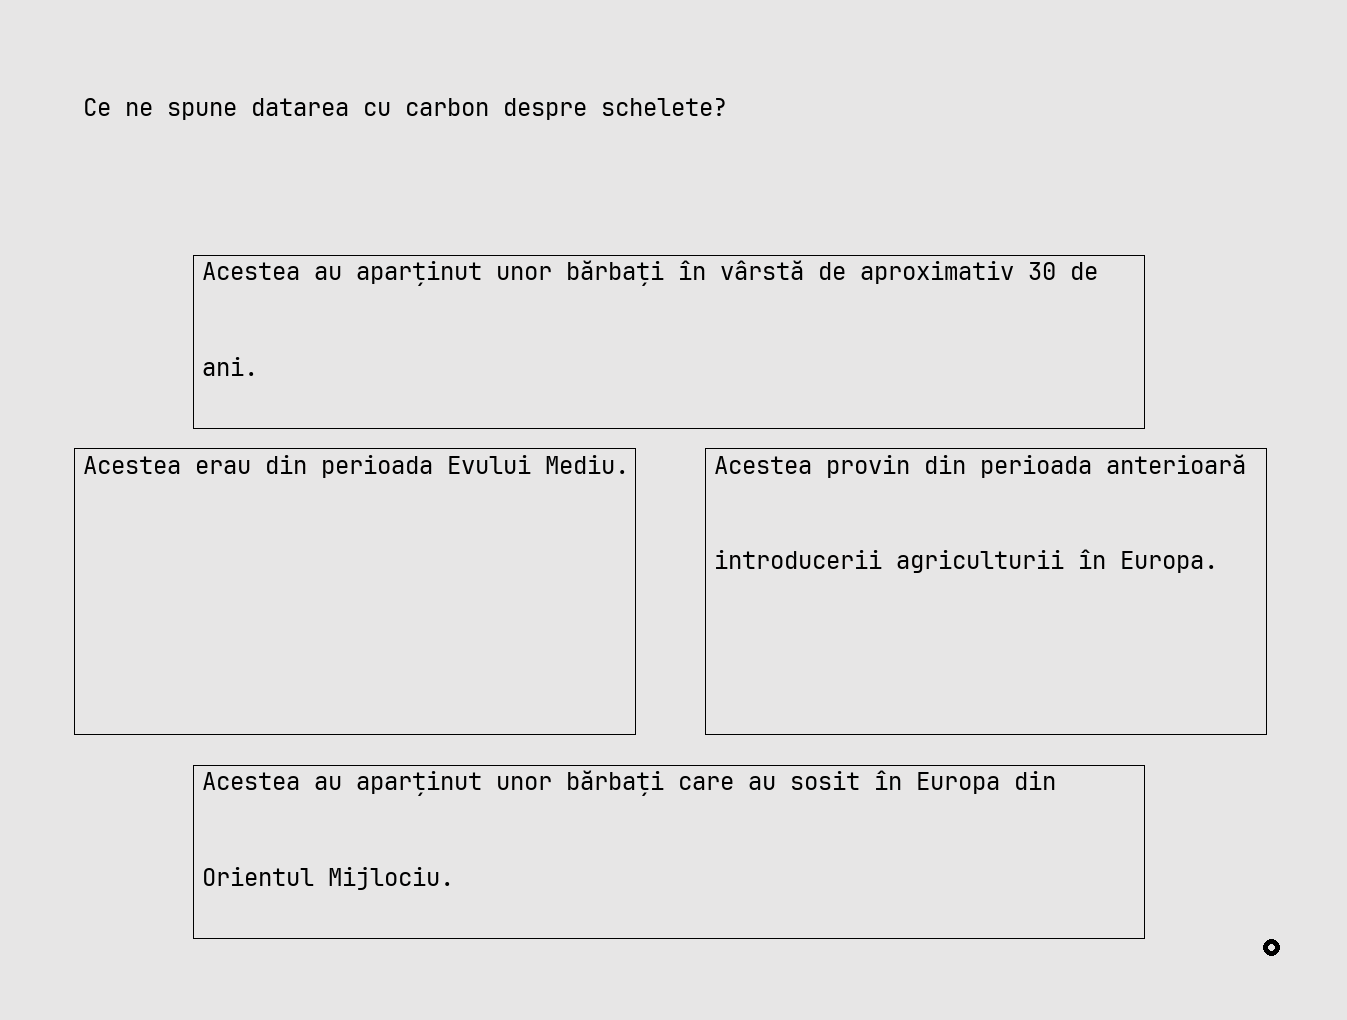 Ce ne spune datarea cu carbon despre schelete?
Acestea au aparținut unor bărbați în vârstă de aproximativ 30 de
ani.
Acestea erau din perioada Evului Mediu.
Acestea provin din perioada anterioară
introducerii agriculturii în Europa.
Acestea au aparținut unor bărbați care au sosit în Europa din
Orientul Mijlociu.